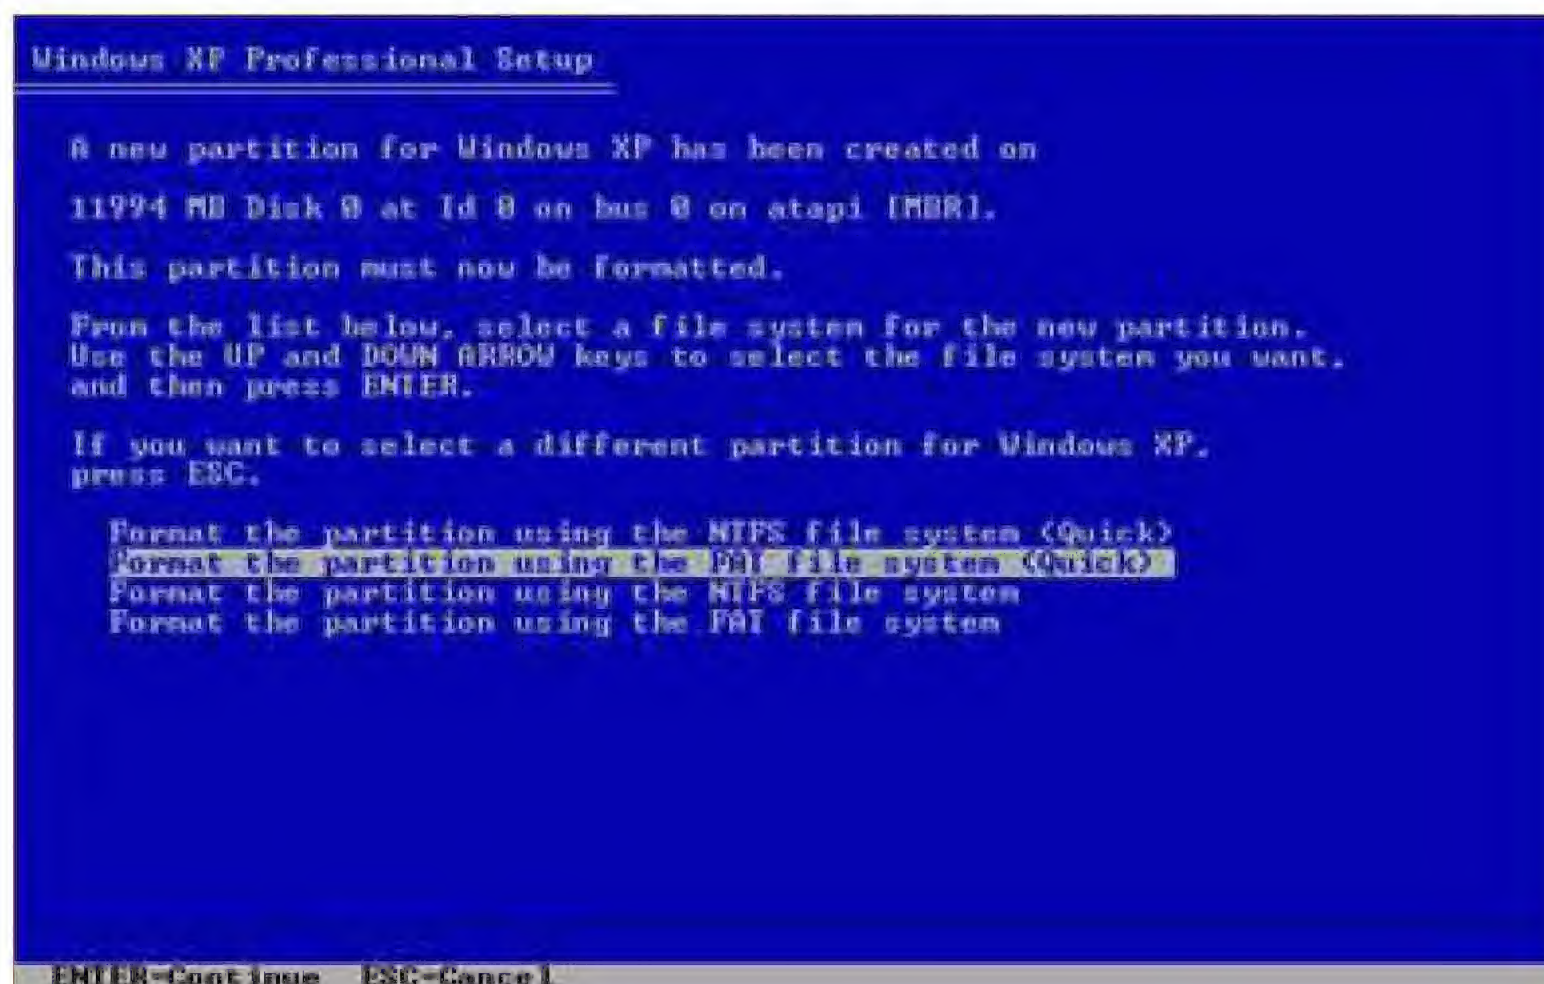 Windows XP Professional Setup
A new partition for Windows XP has been created on
11994 MB Disk 0 at Id 0 on bus 0 on atapi [MBR].
This partition must now be formatted.
From the list below, select a file system for the new partition.
Use the UP and DOWN ARROW keys to select the file system you want,
and then press ENTER.
If you want to select a different partition for Windows XP,
press ESC.
Format the partition using the NTFS file system (Quick)
Format the partition using the FAT file system (Quick)
Format the partition using the NTFS file system
Format the partition using the FAT file system
ENTER=Continue ESC=Cancel